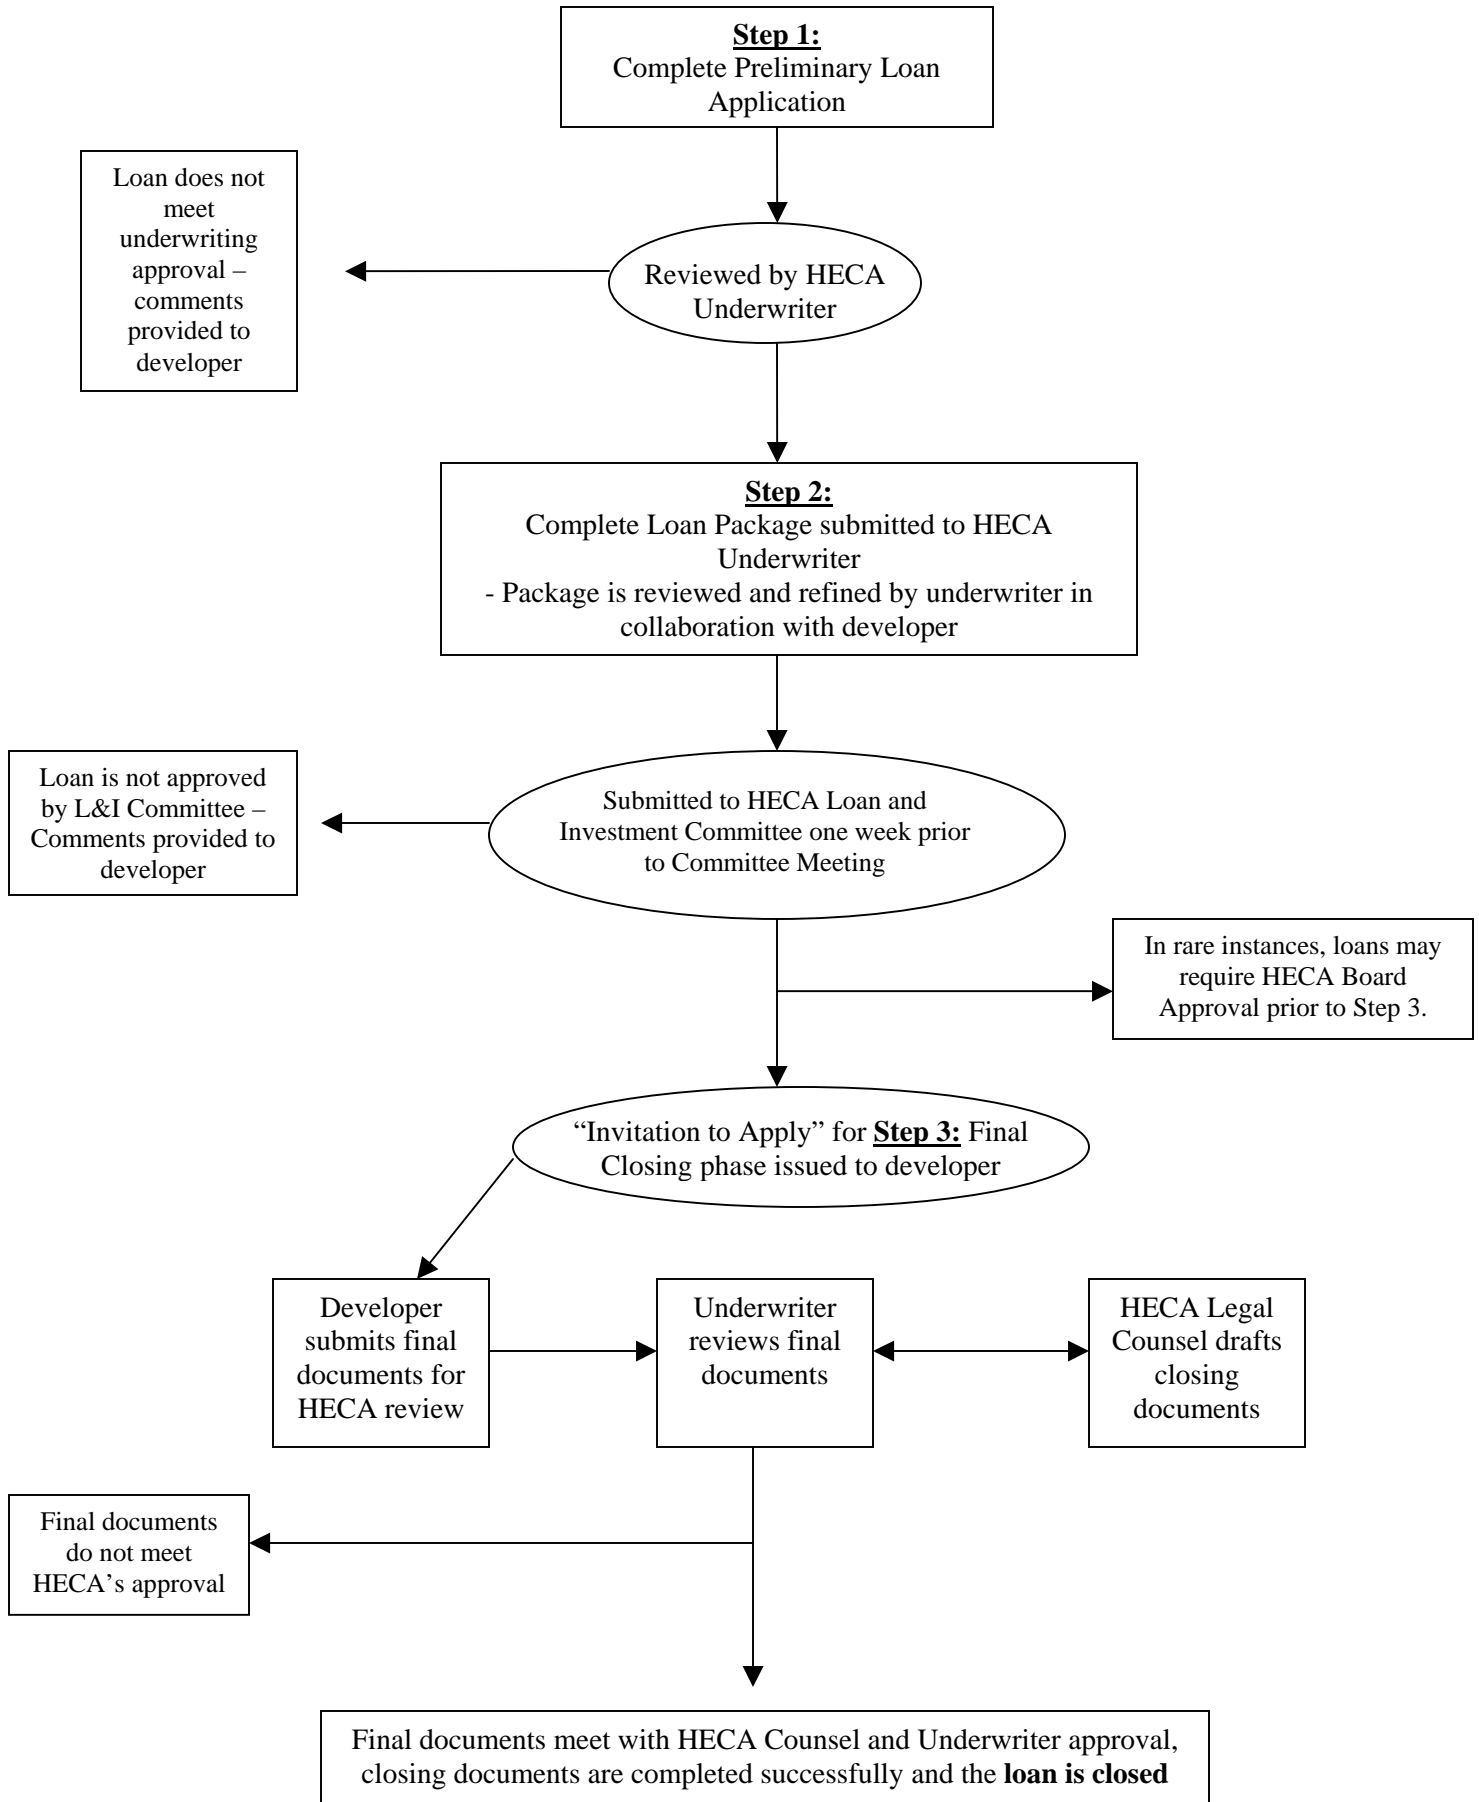 Step 1:
Complete Preliminary Loan
Application
Loan does not
meet
underwriting
approval –
comments
provided to
developer
Reviewed by HECA
Underwriter
Step 2:
Complete Loan Package submitted to HECA
Underwriter
- Package is reviewed and refined by underwriter in
collaboration with developer
Loan is not approved
by L&I Committee –
Comments provided to
developer
Submitted to HECA Loan and
Investment Committee one week prior
to Committee Meeting
In rare instances, loans may
require HECA Board
Approval prior to Step 3.
“Invitation to Apply” for Step 3: Final
Closing phase issued to developer
Developer
submits final
documents for
HECA review
Underwriter
reviews final
documents
HECA Legal
Counsel drafts
closing
documents
Final documents
do not meet
HECA’s approval
Final documents meet with HECA Counsel and Underwriter approval,
closing documents are completed successfully and the loan is closed